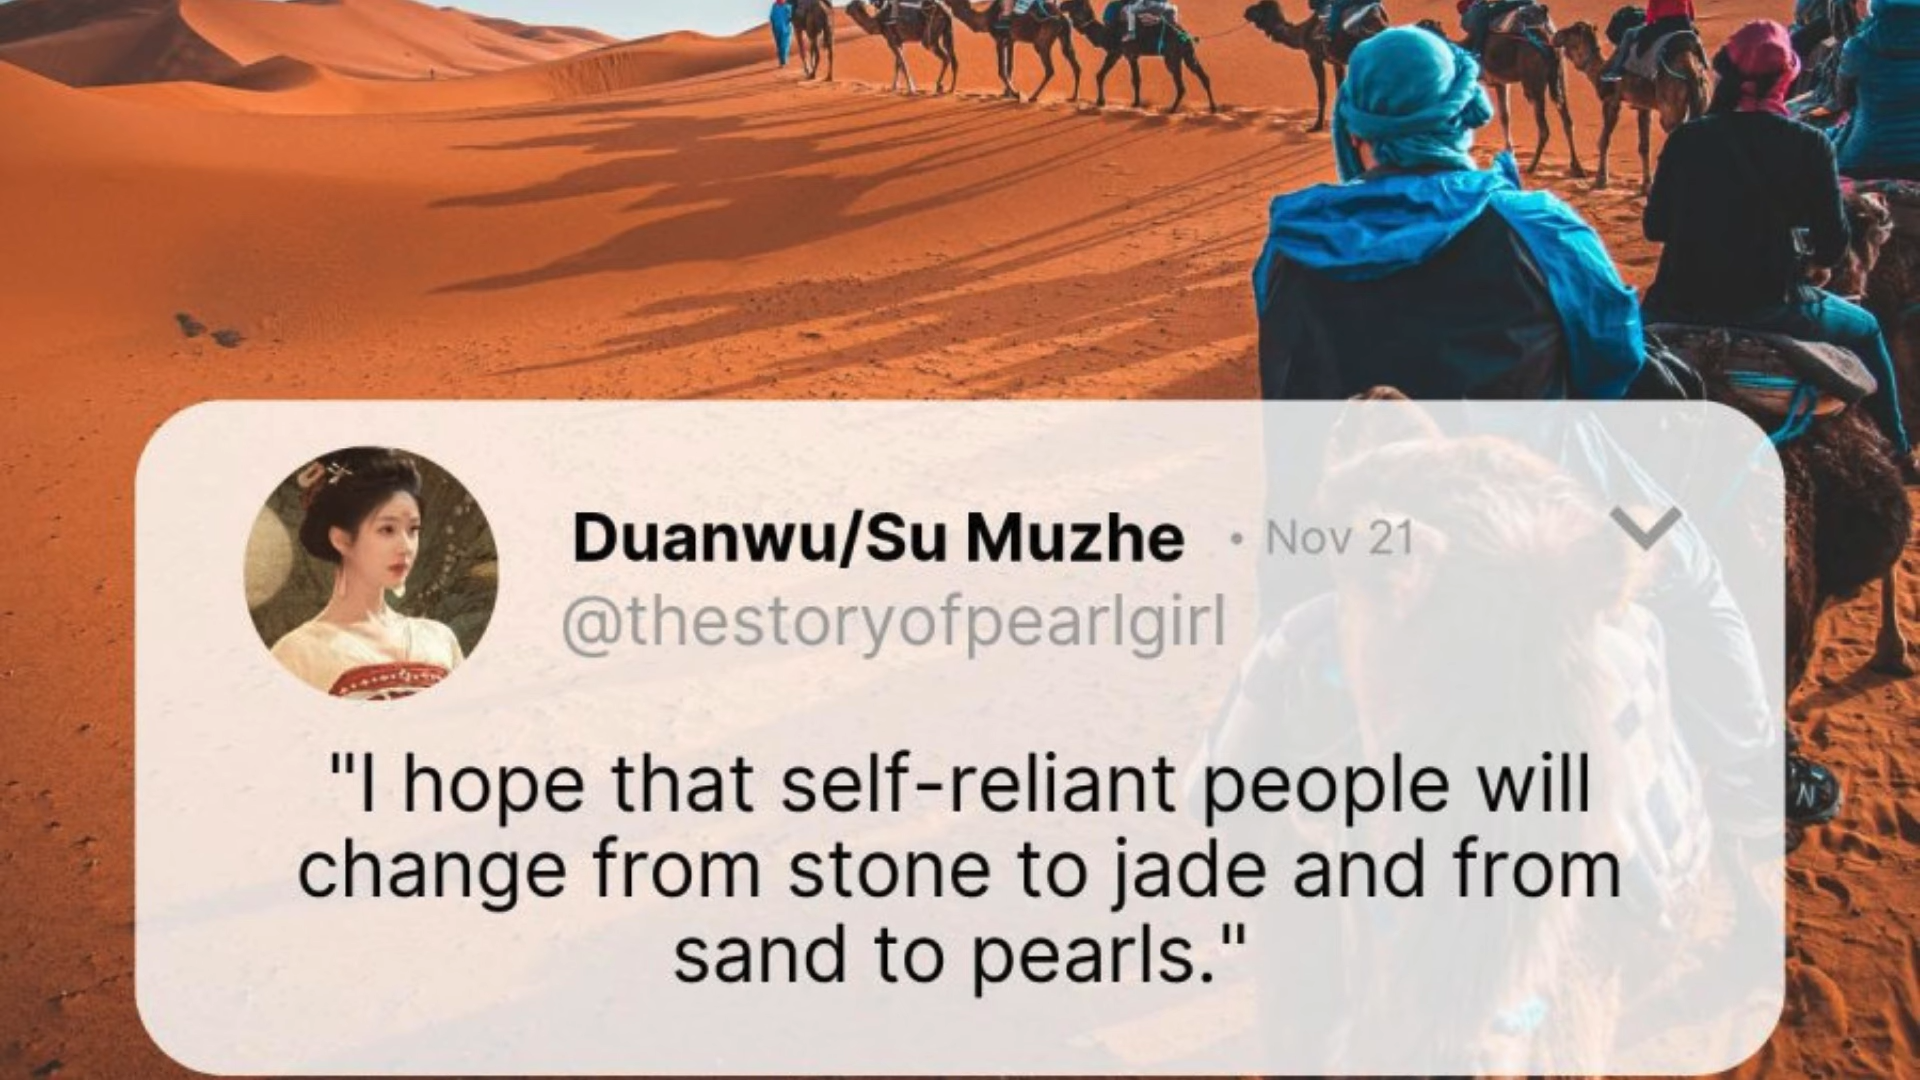 Duanwu/Su Muzhe • Nov 21
@thestoryofpearlgirl
"I hope that self-reliant people will
change from stone to jade and from
sand to pearls."
N